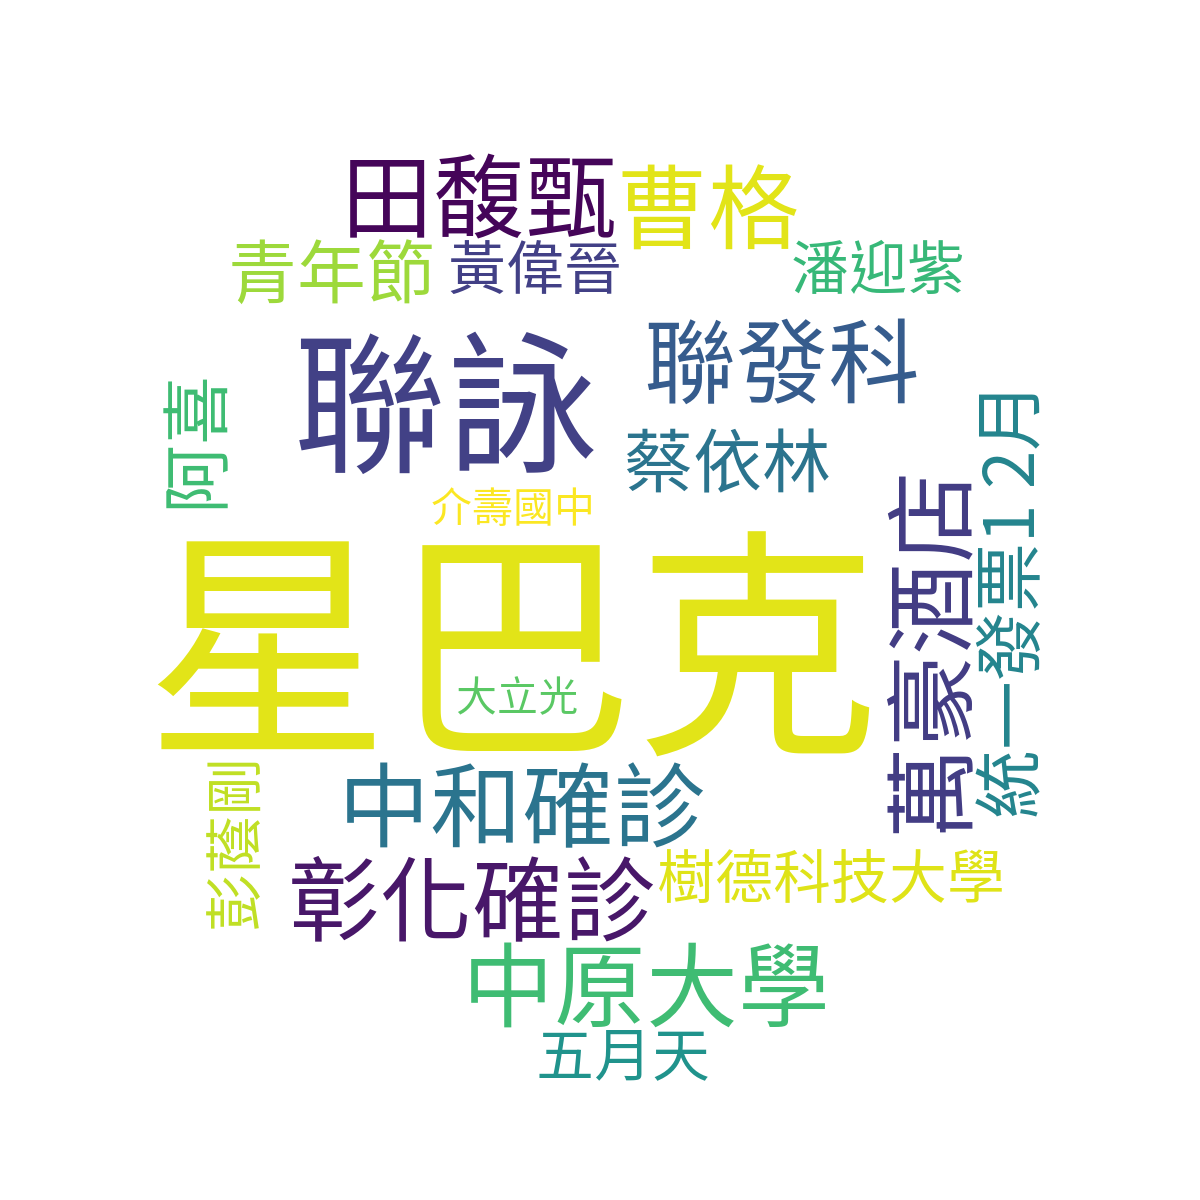 田馥甄
曹格
青年節
黃偉晉
潘迎紫
聯詠
聯發科
阿喜
蔡依林
統一發票12月
萬豪酒店
介壽國中
星巴克
大立光
中和確診
彭蔭剛
彰化確診
樹德科技大學
中原大學
五月天